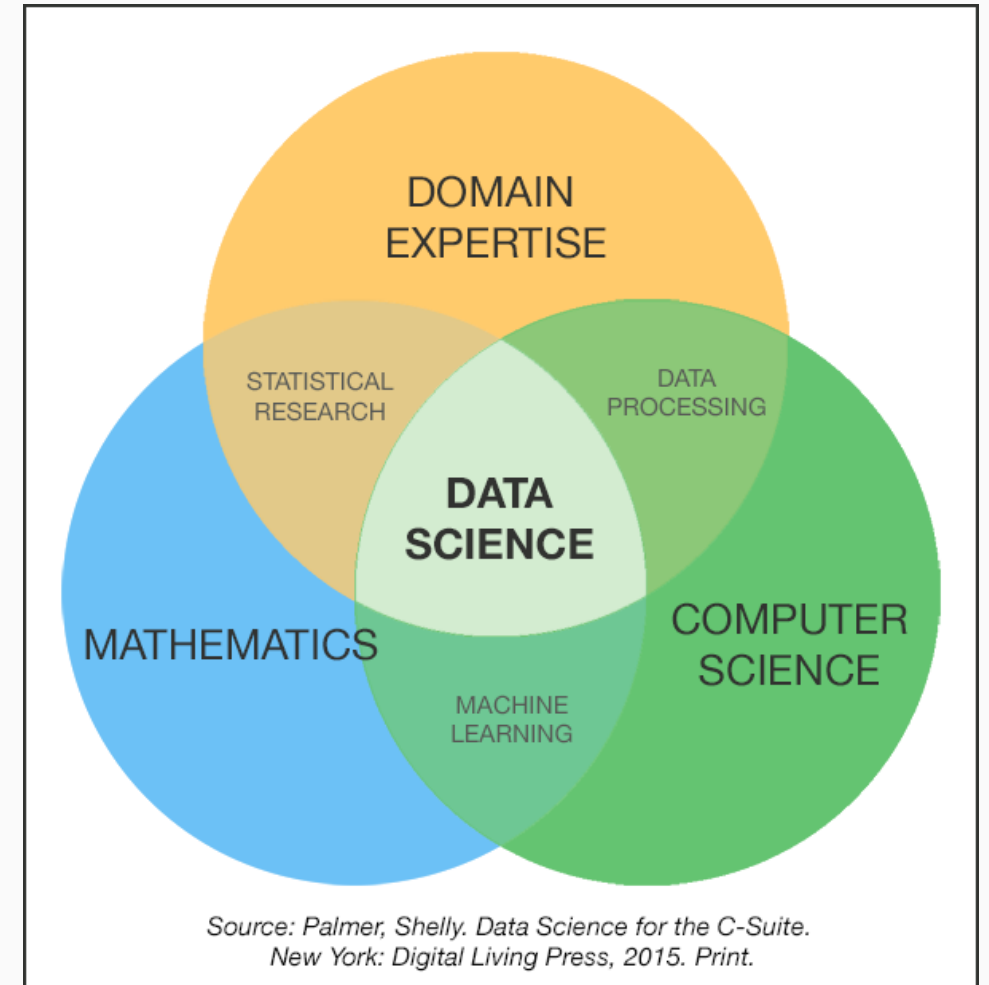 DOMAIN
EXPERTISE
STATISTICAL
RESEARCH
DATA
PROCESSING
DATA
SCIENCE
MATHEMATICS
COMPUTER
SCIENCE
MACHINE
LEARNING
Source: Palmer, Shelly. Data Science for the C-Suite.
New York: Digital Living Press, 2015. Print.